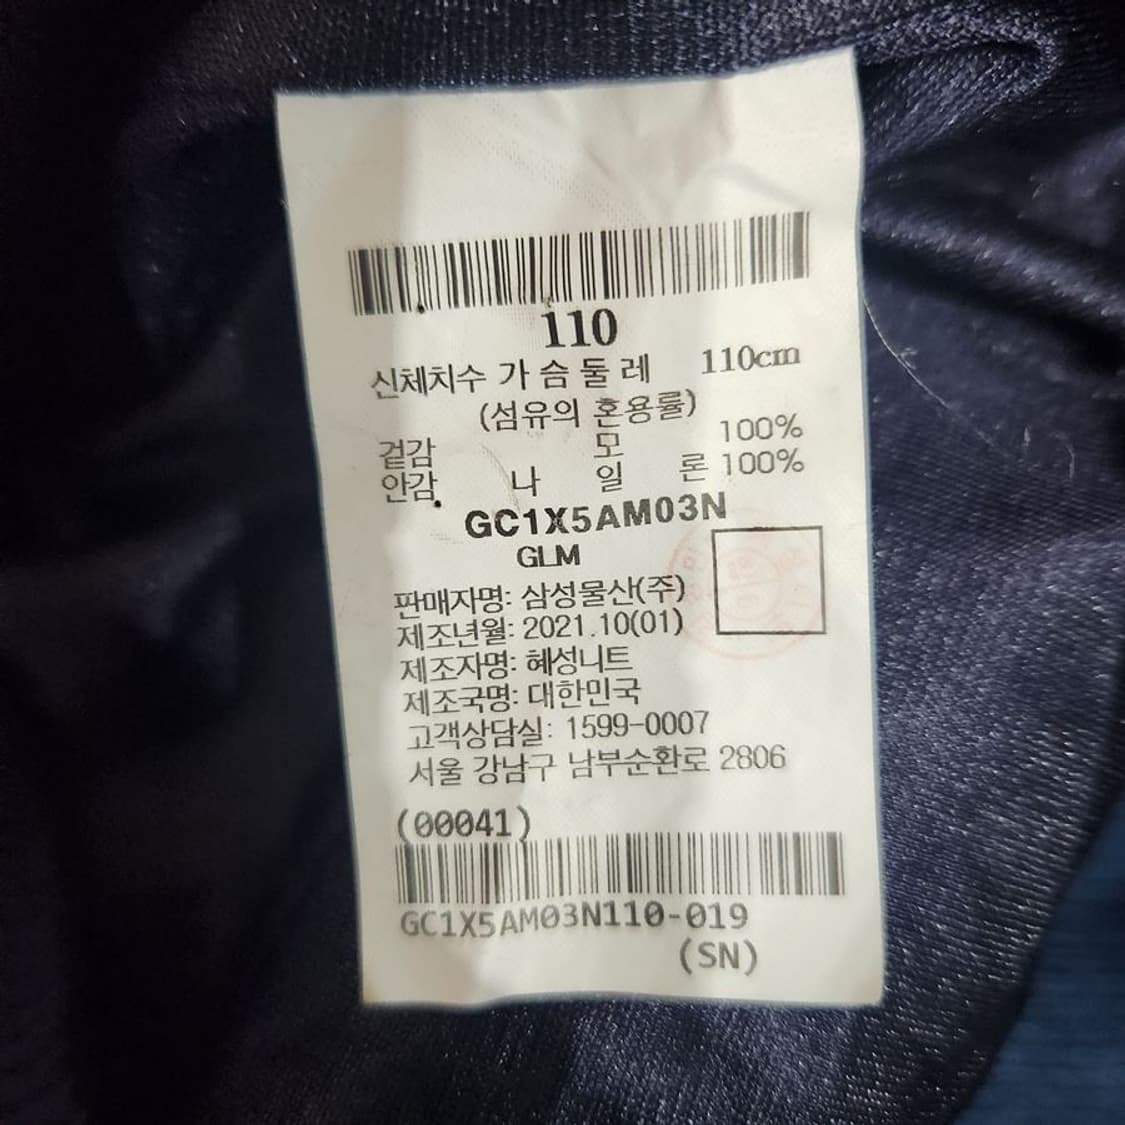 110
신체치수 가슴둘레 110cm
(섬유의 혼용률)
겉감 모 100%
안감 나일론 100%
GC1X5AM03N
GLM
판매자명: 삼성물산(주)
제조년월: 2021.10(01)
제조자명: 혜성니트
제조국명: 대한민국
고객상담실: 1599-0007
서울 강남구 남부순환로 2806
(00041)
GC1X5AM03N110-019
(SN)